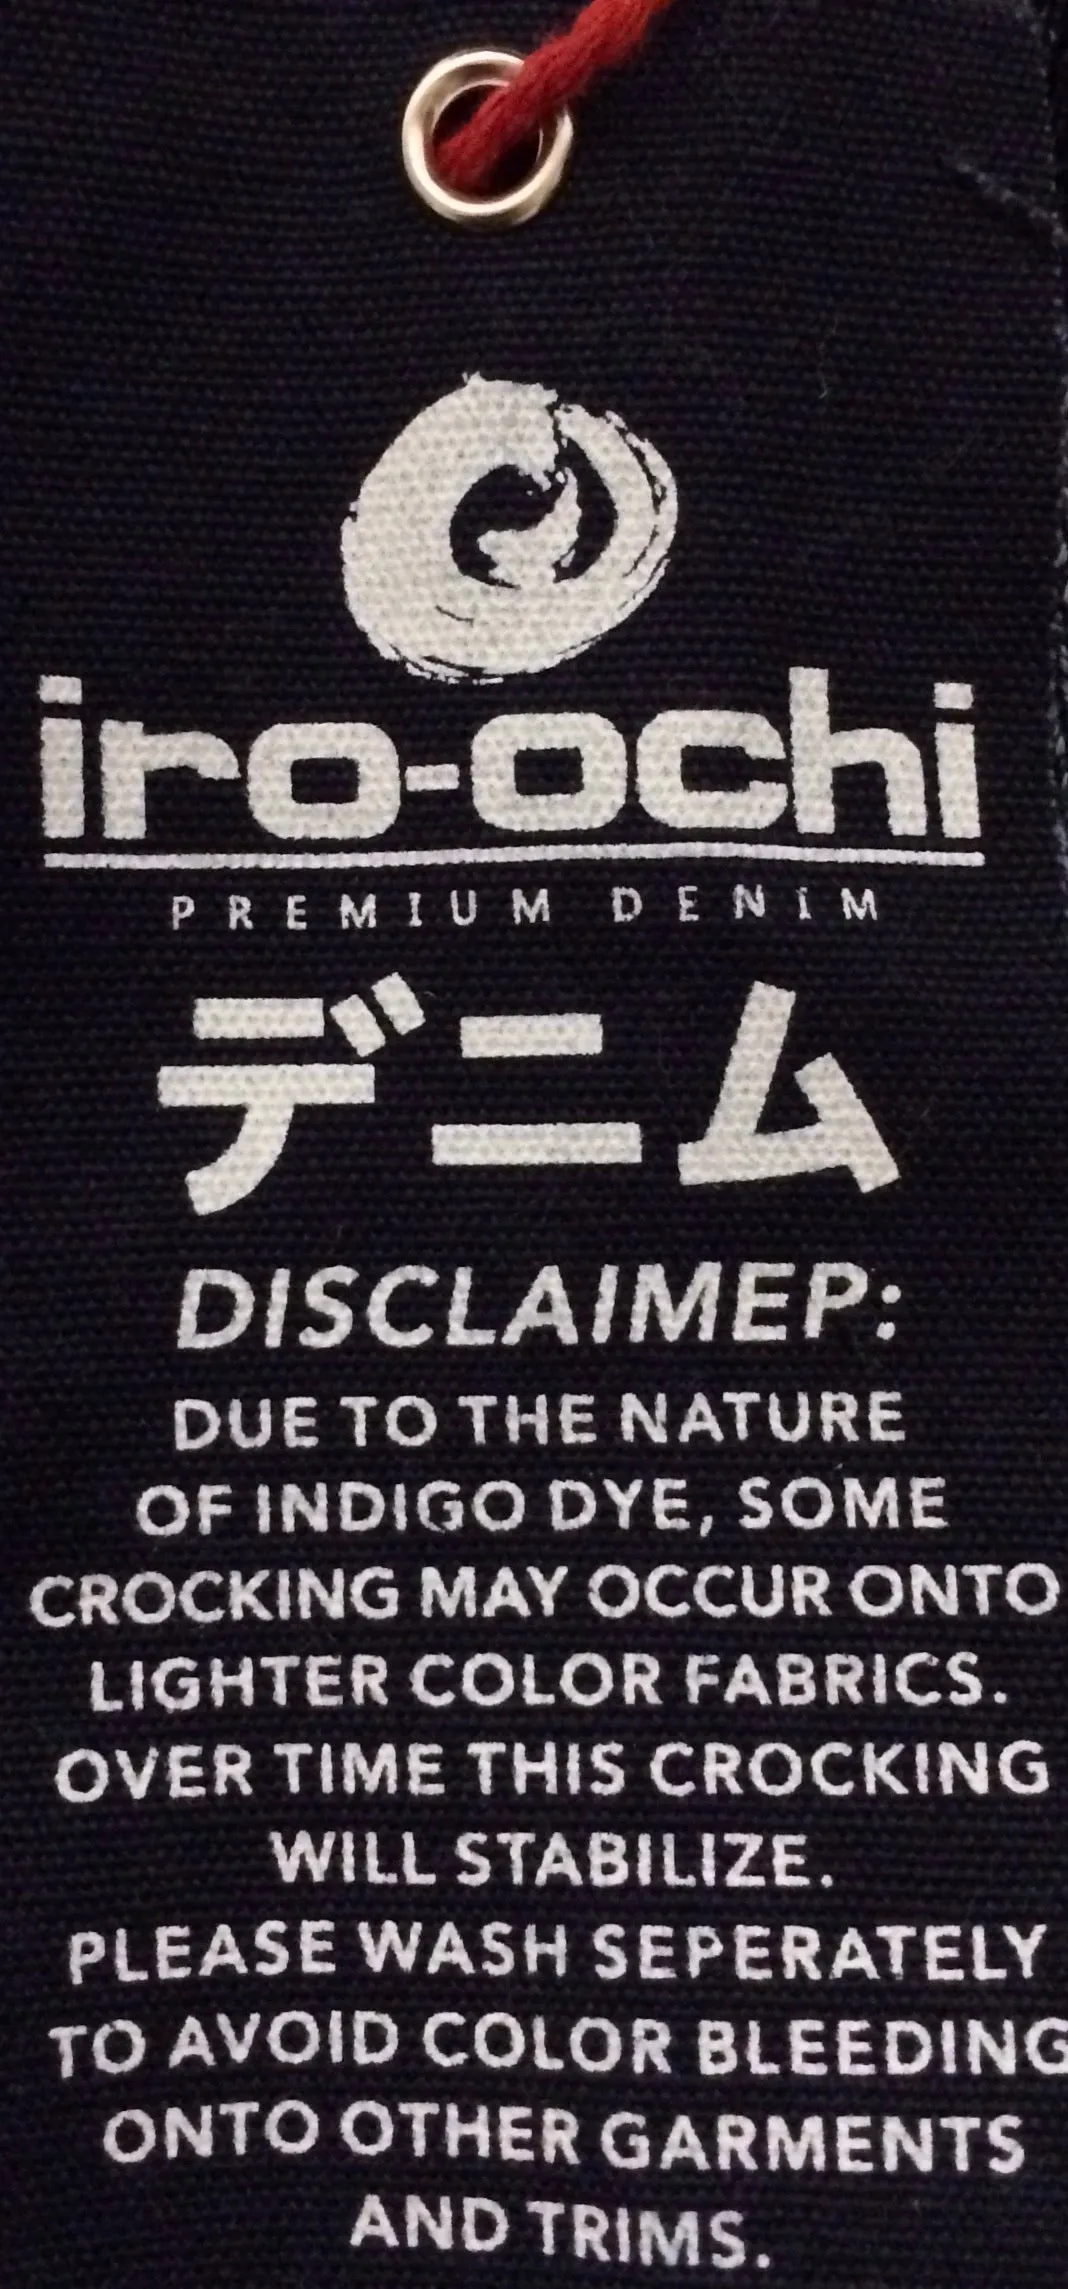 iro-ochi
PREMIUM DENIM
デニム
DISCLAIMEP:
DUE TO THE NATURE
OF INDIGO DYE, SOME
CROCKING MAY OCCUR ONTO
LIGHTER COLOR FABRICS.
OVER TIME THIS CROCKING
WILL STABILIZE.
PLEASE WASH SEPERATELY
TO AVOID COLOR BLEEDING
ONTO OTHER GARMENTS
AND TRIMS.